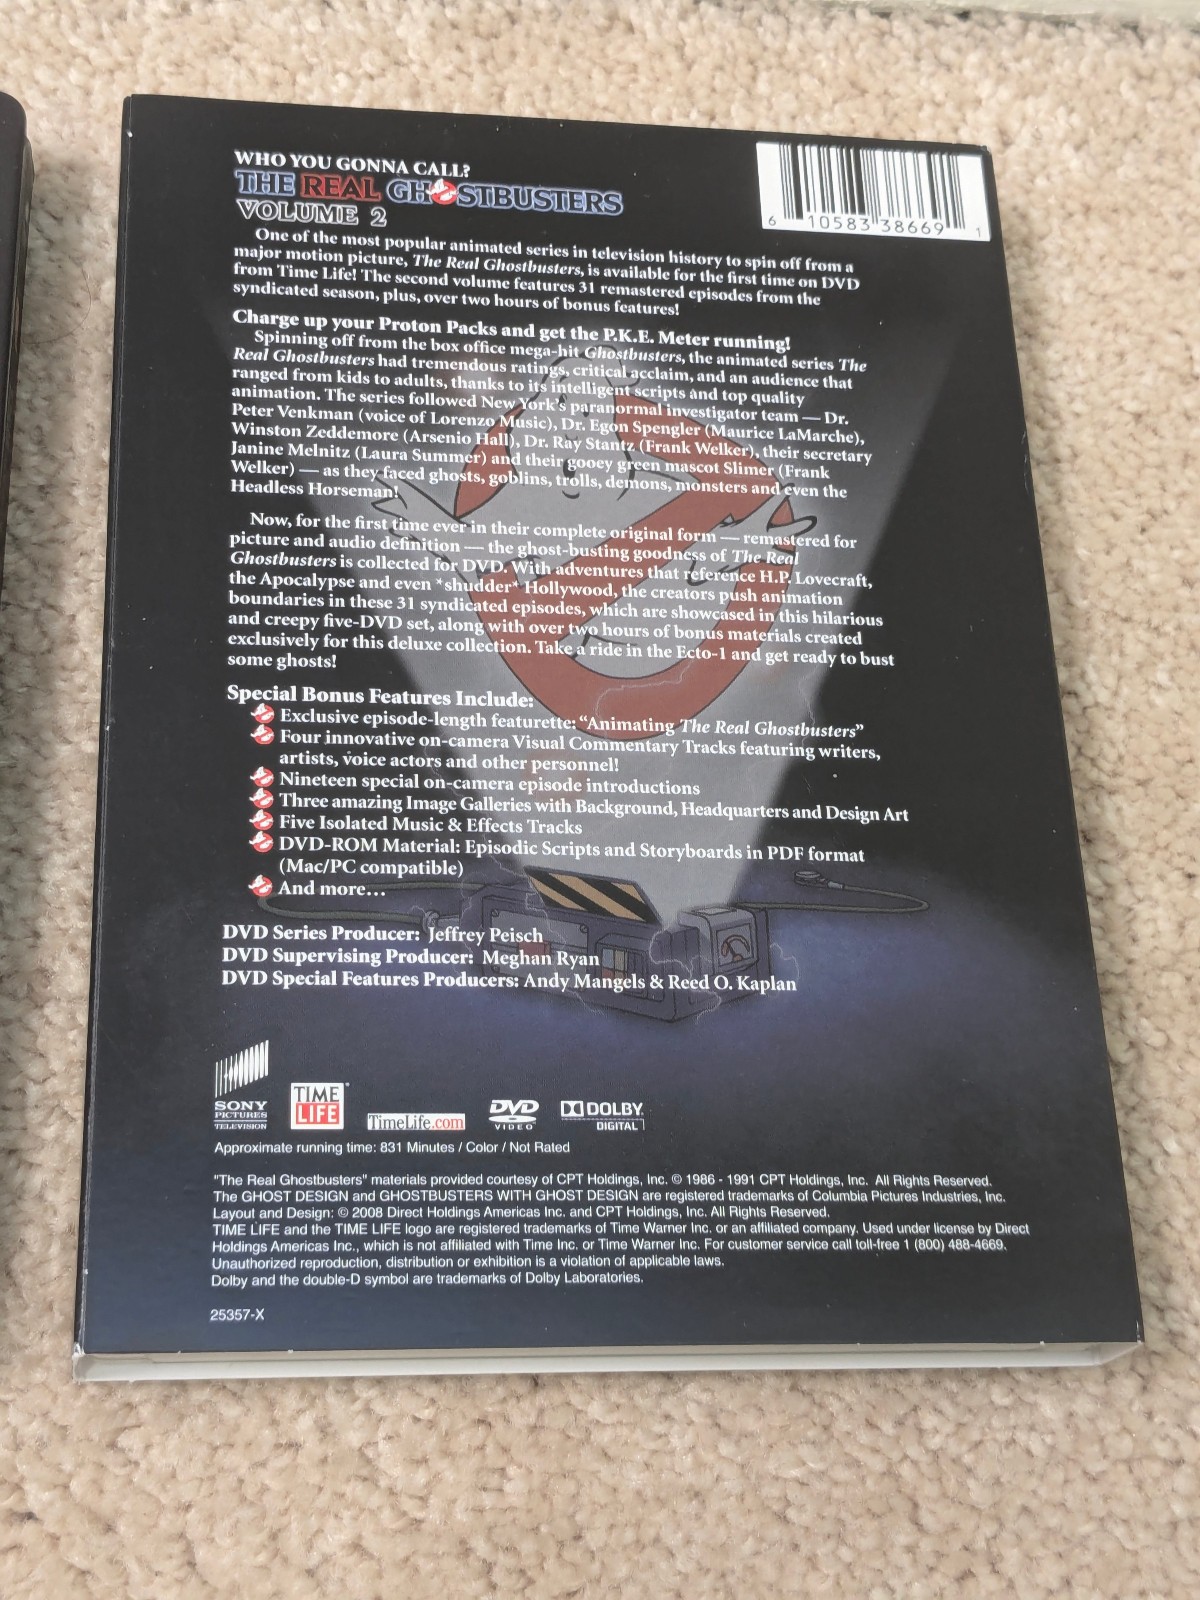 WHO YOU GONNA CALL?
THE REAL GHOSTBUSTERS
VOLUME 2
6 10583 38669 1
One of the most popular animated series in television history to spin off from a
major motion picture, The Real Ghostbusters, is available for the first time on DVD
from Time Life! The second volume features 31 remastered episodes from the
syndicated season, plus, over two hours of bonus features!
Charge up your Proton Packs and get the P.K.E. Meter running!
Spinning off from the box office mega-hit Ghostbusters, the animated series The
Real Ghostbusters had tremendous ratings, critical acclaim, and an audience that
ranged from kids to adults, thanks to its intelligent scripts and top quality
animation. The series followed New York's paranormal investigator team — Dr.
Peter Venkman (voice of Lorenzo Music), Dr. Egon Spengler (Maurice LaMarche),
Winston Zeddemore (Arsenio Hall), Dr. Ray Stantz (Frank Welker), their secretary
Janine Melnitz (Laura Summer) and their gooey green mascot Slimer (Frank
Welker) — as they faced ghosts, goblins, trolls, demons, monsters and even the
Headless Horseman!
Now, for the first time ever in their complete original form — remastered for
picture and audio definition — the ghost-busting goodness of The Real
Ghostbusters is collected for DVD. With adventures that reference H.P. Lovecraft,
the Apocalypse and even *shudder* Hollywood, the creators push animation
boundaries in these 31 syndicated episodes, which are showcased in this hilarious
and creepy five-DVD set, along with over two hours of bonus materials created
exclusively for this deluxe collection. Take a ride in the Ecto-1 and get ready to bust
some ghosts!
Special Bonus Features Include:
Exclusive episode-length featurette: "Animating The Real Ghostbusters"
Four innovative on-camera Visual Commentary Tracks featuring writers,
artists, voice actors and other personnel!
Nineteen special on-camera episode introductions
Three amazing Image Galleries with Background, Headquarters and Design Art
Five Isolated Music & Effects Tracks
DVD-ROM Material: Episodic Scripts and Storyboards in PDF format
(Mac/PC compatible)
And more...
DVD Series Producer: Jeffrey Peisch
DVD Supervising Producer: Meghan Ryan
DVD Special Features Producers: Andy Mangels & Reed O. Kaplan
SONY
PICTURES
TELEVISION
TIME
LIFE
TimeLife.com
DVD
VIDEO
DOLBY
DIGITAL
Approximate running time: 831 Minutes / Color / Not Rated
"The Real Ghostbusters" materials provided courtesy of CPT Holdings, Inc. © 1986 - 1991 CPT Holdings, Inc. All Rights Reserved.
The GHOST DESIGN and GHOSTBUSTERS WITH GHOST DESIGN are registered trademarks of Columbia Pictures Industries, Inc.
Layout and Design: © 2008 Direct Holdings Americas Inc. and CPT Holdings, Inc. All Rights Reserved.
TIME LIFE and the TIME LIFE logo are registered trademarks of Time Warner Inc. or an affiliated company. Used under license by Direct
Holdings Americas Inc., which is not affiliated with Time Inc. or Time Warner Inc. For customer service call toll-free 1 (800) 488-4669.
Unauthorized reproduction, distribution or exhibition is a violation of applicable laws.
Dolby and the double-D symbol are trademarks of Dolby Laboratories.
25357-X